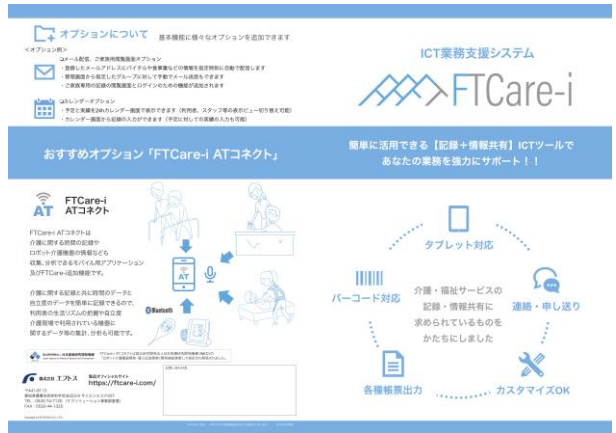 オプションについて 基本機能に様々なオプションを追加できます
<オプション例>
□メール配信、ご家族用閲覧画面オプション
・登録したメールアドレスにバイタルや食事量などの情報を指定時刻に自動で配信します
・管理画面から指定したグループに対して手動でメール送信もできます
・ご家族専用の記録の閲覧画面とログインのための機能が追加されます
□カレンダーオプション
・予定と実績を24hカレンダー画面で表示できます(利用者、スタッフ等の表示ビュー切り替え可能)
・カレンダー画面から記録の入力ができます(予定に対しての実績の入力も可能)
おすすめオプション「FTCare-i ATコネクト」
AT
FTCare-i
ATコネクト
FTCare-i ATコネクトは
介護に関する時間の記録や
ロボット介護機器の情報なども
収集、分析できるモバイル用アプリケーション
及びFTCare-i追加機能です。
介護に関する記録と共に時間のデータと
自立度のデータを簡単に記録できるので、
利用者の生活リズムの把握や自立度
介護現場で利用されている機器に
関するデータ等の集計、分析も可能です。
AT
Bluetooth
株式会社 エフトス
製品オフィシャルサイト
https://ftcare-i.com/
お問い合わせ先
〒441-8113
ICT業務支援システム
FTCare-i
簡単に活用できる【記録+情報共有】ICTツールで
あなたの業務を強力にサポート!!
タブレット対応
バーコード対応
連絡・申し送り
介護・福祉サービスの
記録・情報共有に
求められているものを
かたちにしました
各種帳票出力
カスタマイズOK